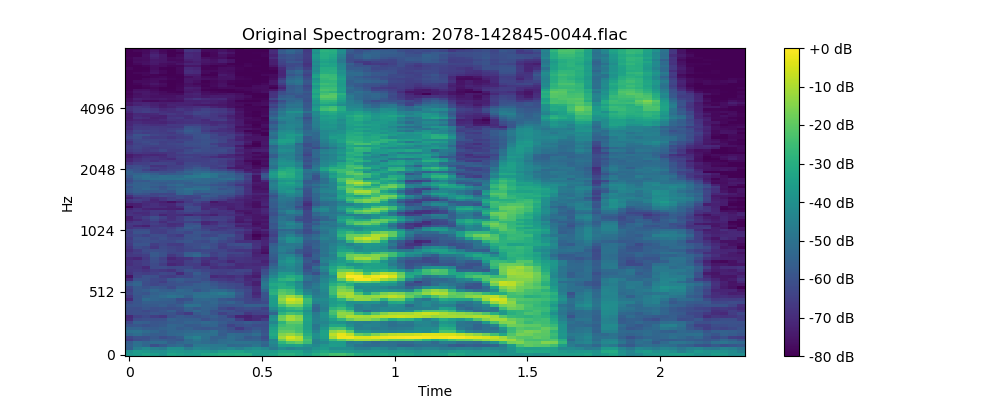 Original Spectrogram: 2078-142845-0044.flac
Hz
4096
2048
1024
512
0
0
0.5
1
1.5
2
Time
+0 dB
-10 dB
-20 dB
-30 dB
-40 dB
-50 dB
-60 dB
-70 dB
-80 dB